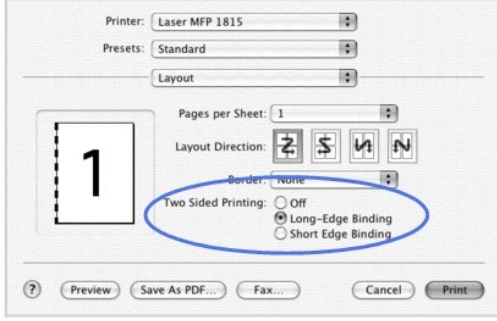 Printer: Laser MFP 1815
Presets: Standard
Layout
Pages per Sheet: 1
Layout Direction:
1
Border: None
Two Sided Printing: Off
Long-Edge Binding
Short Edge Binding
? Preview Save As PDF... Fax... Cancel Print